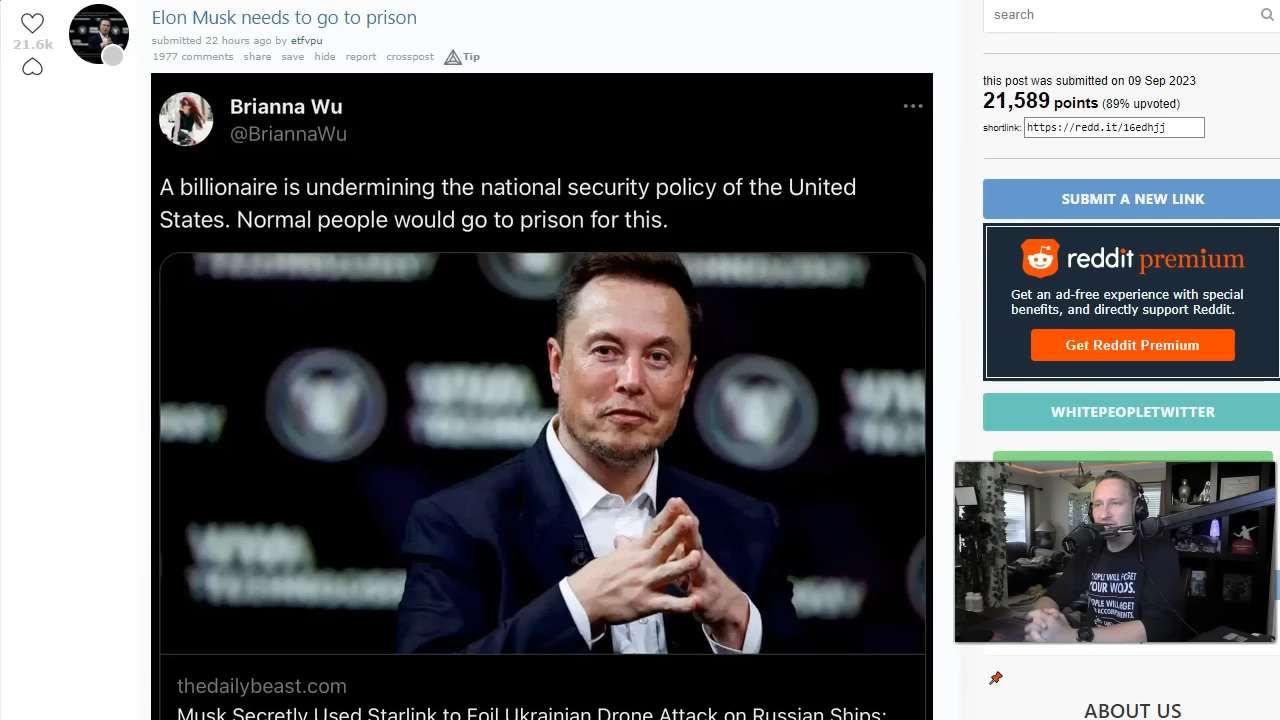 Elon Musk needs to go to prison
submitted 22 hours ago by etfvpu
21.6k
1977 comments share save hide report crosspost Tip
Brianna Wu
@BriannaWu
A billionaire is undermining the national security policy of the United
States. Normal people would go to prison for this.
VIVA
TECHNOLOGY
thedailybeast.com
Musk Secretly Used Starlink to Foil Ukrainian Drone Attack on Russian Ships:
search
this post was submitted on 09 Sep 2023
21,589 points (89% upvoted)
shortlink: https://redd.it/16edhjj
SUBMIT A NEW LINK
reddit premium
Get an ad-free experience with special
benefits, and directly support Reddit.
Get Reddit Premium
WHITEPEOPLETWITTER
YOUR
ABOUT US